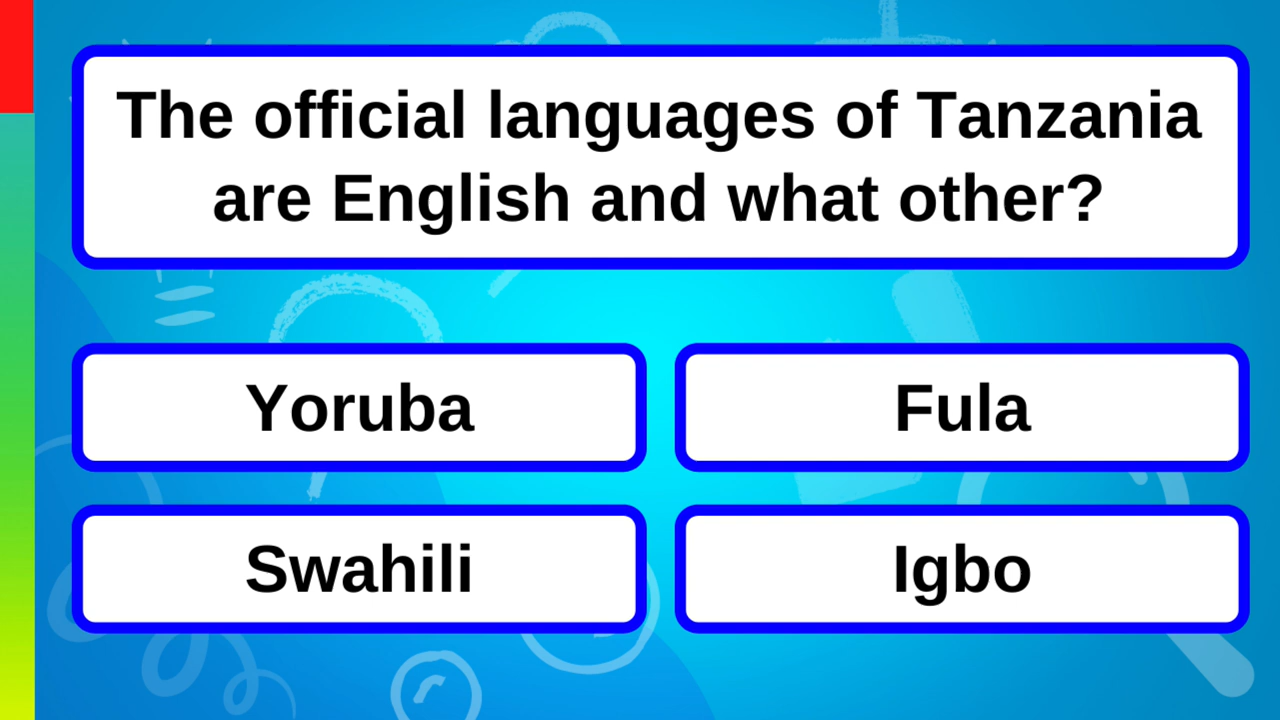 The official languages of Tanzania
are English and what other?
Yoruba
Fula
Swahili
Igbo